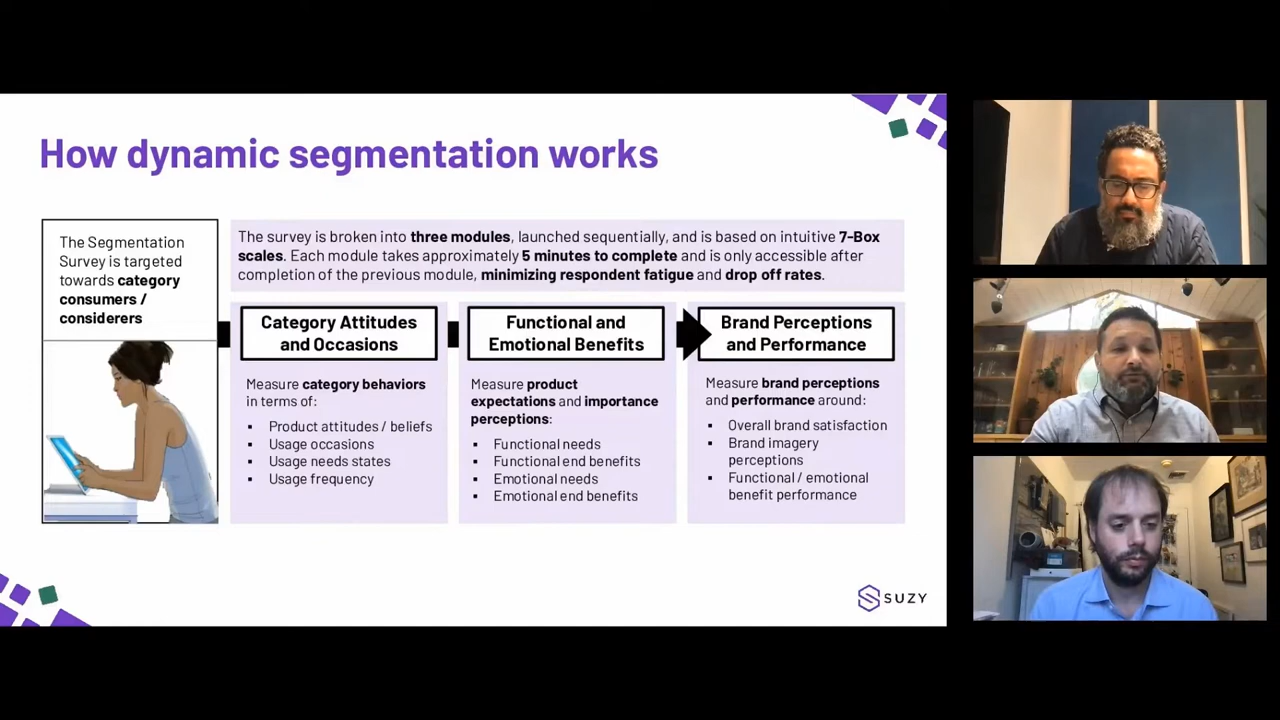 How dynamic segmentation works
The Segmentation
Survey is targeted
towards category
consumers /
considerers
The survey is broken into three modules, launched sequentially, and is based on intuitive 7-Box
scales. Each module takes approximately 5 minutes to complete and is only accessible after
completion of the previous module, minimizing respondent fatigue and drop off rates.
Category Attitudes
and Occasions
Measure category behaviors
in terms of:
▪ Product attitudes / beliefs
▪ Usage occasions
▪ Usage needs states
▪ Usage frequency
Functional and
Emotional Benefits
Measure product
expectations and importance
perceptions:
▪ Functional needs
▪ Functional end benefits
▪ Emotional needs
▪ Emotional end benefits
Brand Perceptions
and Performance
Measure brand perceptions
and performance around:
▪ Overall brand satisfaction
▪ Brand imagery
perceptions
▪ Functional / emotional
benefit performance
SUZY